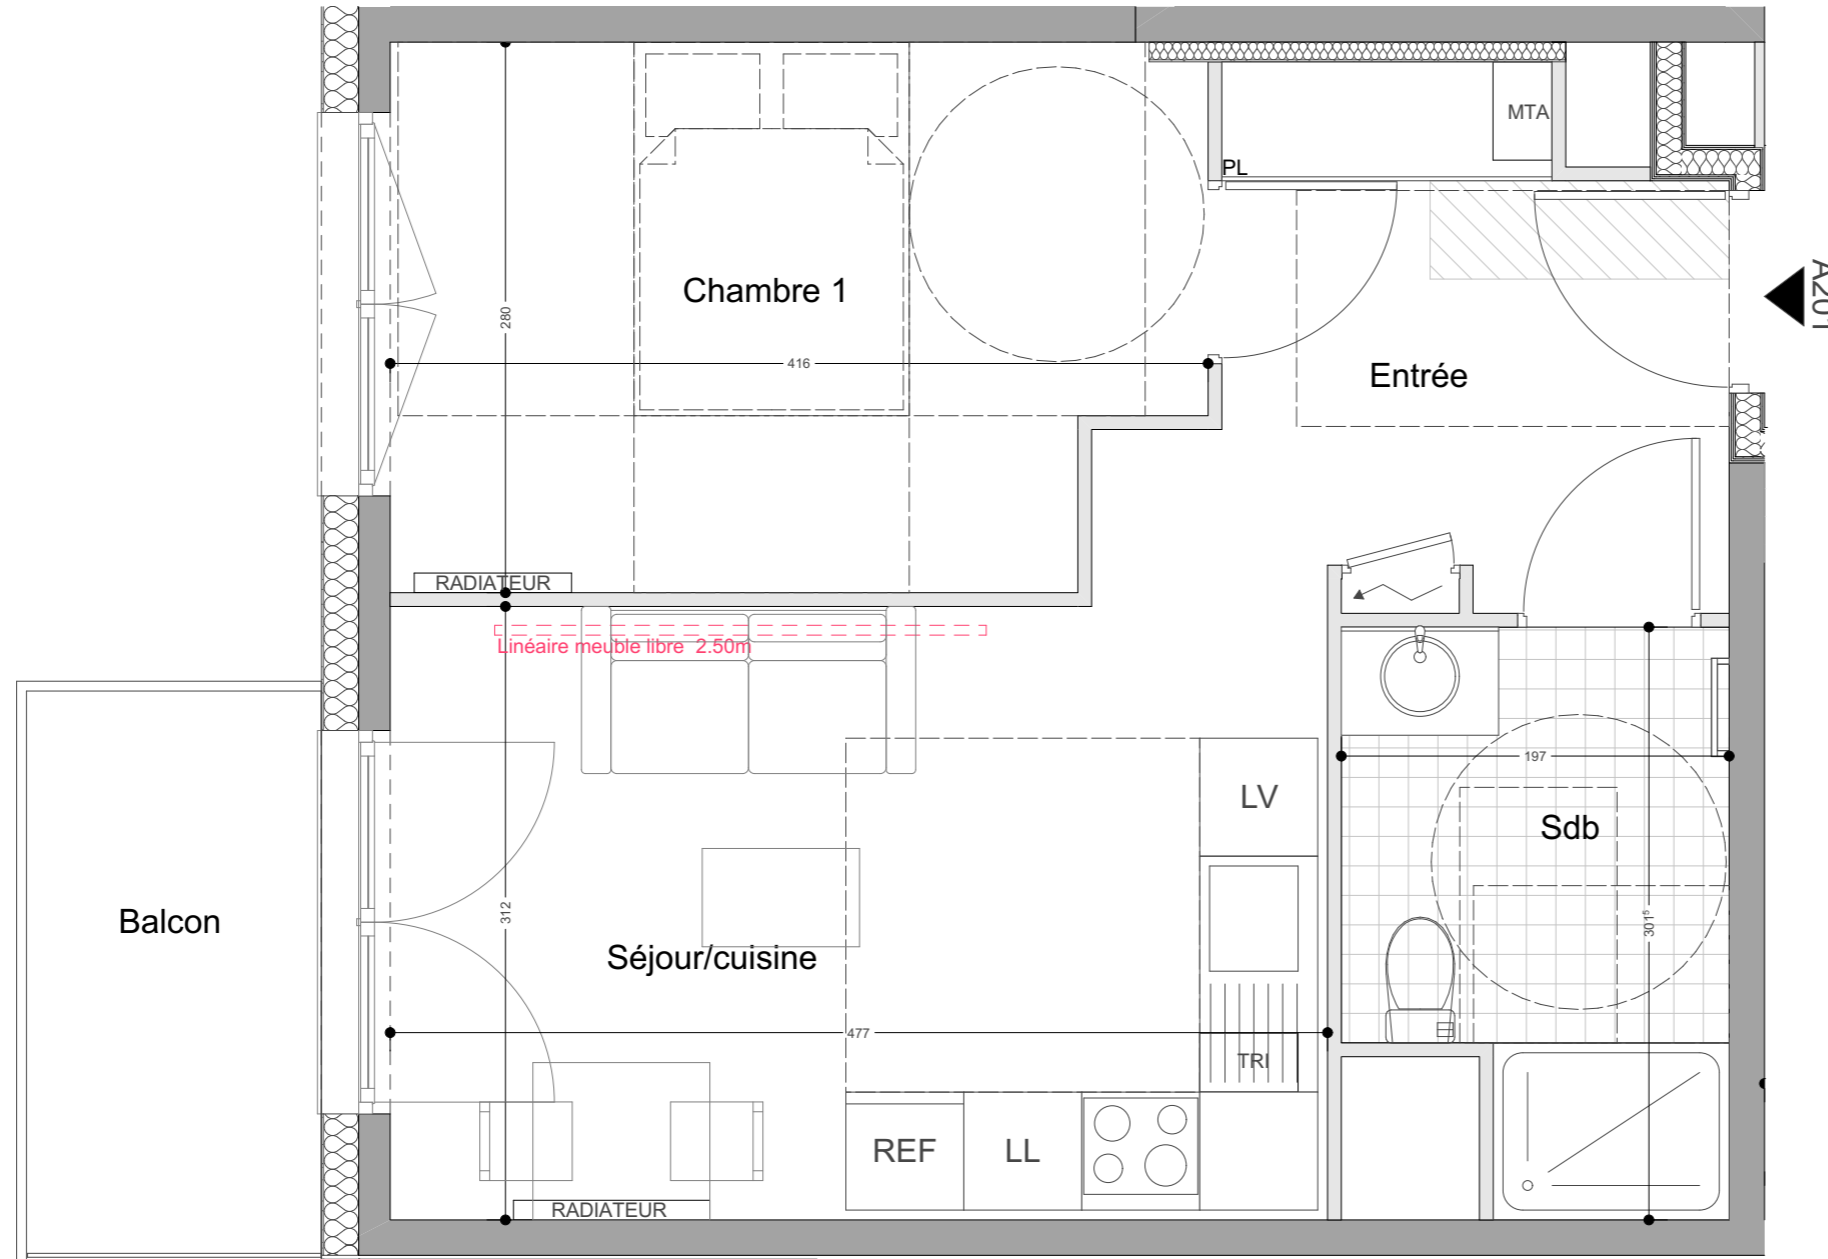 MTA
PL
280
Chambre 1
A201
416
Entrée
RADIATEUR
Linéaire meuble libre 2.50m
197
LV
Sdb
Balcon
312
301⁵
Séjour/cuisine
477
TRI
REF
LL
RADIATEUR